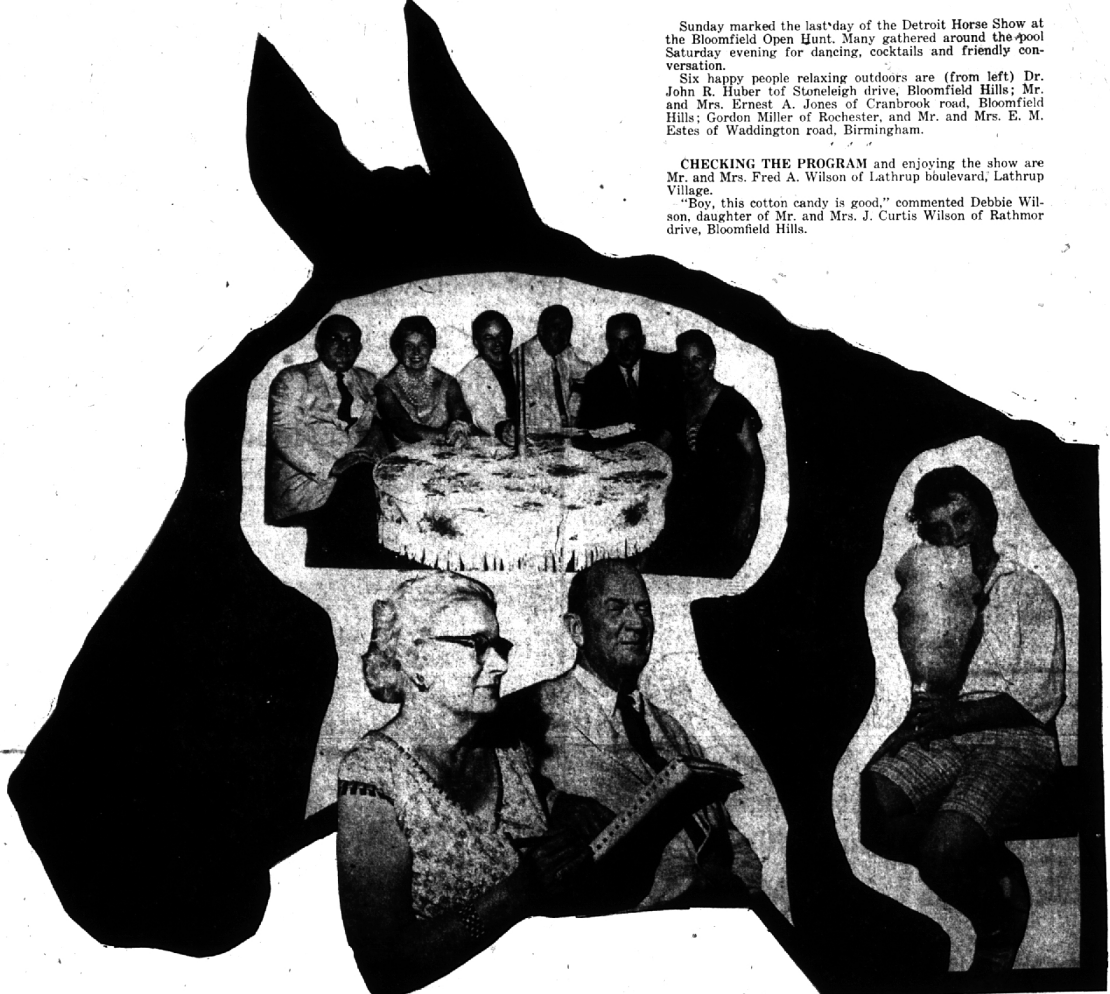 Sunday marked the last day of the Detroit Horse Show at
the Bloomfield Open Hunt. Many gathered around the pool
Saturday evening for dancing, cocktails and friendly con-
versation.
Six happy people relaxing outdoors are (from left) Dr.
John R. Huber tof Stoneleigh drive, Bloomfield Hills; Mr.
and Mrs. Ernest A. Jones of Cranbrook road, Bloomfield
Hills; Gordon Miller of Rochester, and Mr. and Mrs. E. M.
Estes of Waddington road, Birmingham.
CHECKING THE PROGRAM and enjoying the show are
Mr. and Mrs. Fred A. Wilson of Lathrup boulevard, Lathrup
Village.
"Boy, this cotton candy is good," commented Debbie Wil-
son, daughter of Mr. and Mrs. J. Curtis Wilson of Rathmor
drive, Bloomfield Hills.